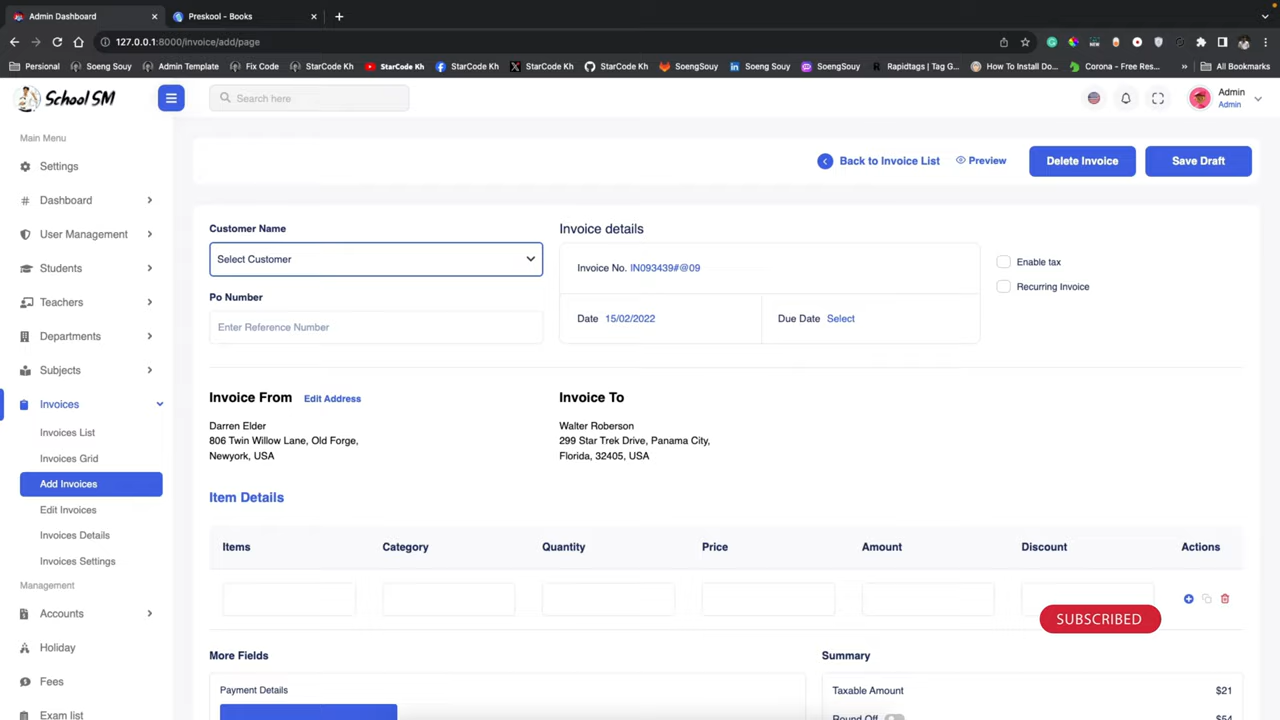 Admin Dashboard
Preskool - Books
127.0.0.1:8000/invoice/add/page
Personal
Soeng Souy
Admin Template
Fix Code
StarCode Kh
StarCode Kh
StarCode Kh
StarCode Kh
StarCode Kh
SoengSouy
Soeng Souy
SoengSouy
Rapidtags | Tag G...
How To Install Do...
Corona - Free Res...
All Bookmarks
School SM
Search here
Admin
Admin
Main Menu
Settings
Dashboard
User Management
Students
Teachers
Departments
Subjects
Invoices
Invoices List
Invoices Grid
Add Invoices
Edit Invoices
Invoices Details
Invoices Settings
Management
Accounts
Holiday
Fees
Exam list
Back to Invoice List
Preview
Delete Invoice
Save Draft
Customer Name
Select Customer
Po Number
Enter Reference Number
Invoice details
Invoice No. IN093439#@09
Date 15/02/2022
Due Date Select
Enable tax
Recurring Invoice
Invoice From Edit Address
Darren Elder
806 Twin Willow Lane, Old Forge,
Newyork, USA
Invoice To
Walter Roberson
299 Star Trek Drive, Panama City,
Florida, 32405, USA
Item Details
Items Category Quantity Price Amount Discount Actions
SUBSCRIBED
More Fields
Payment Details
Summary
Taxable Amount $21
Round Off $54